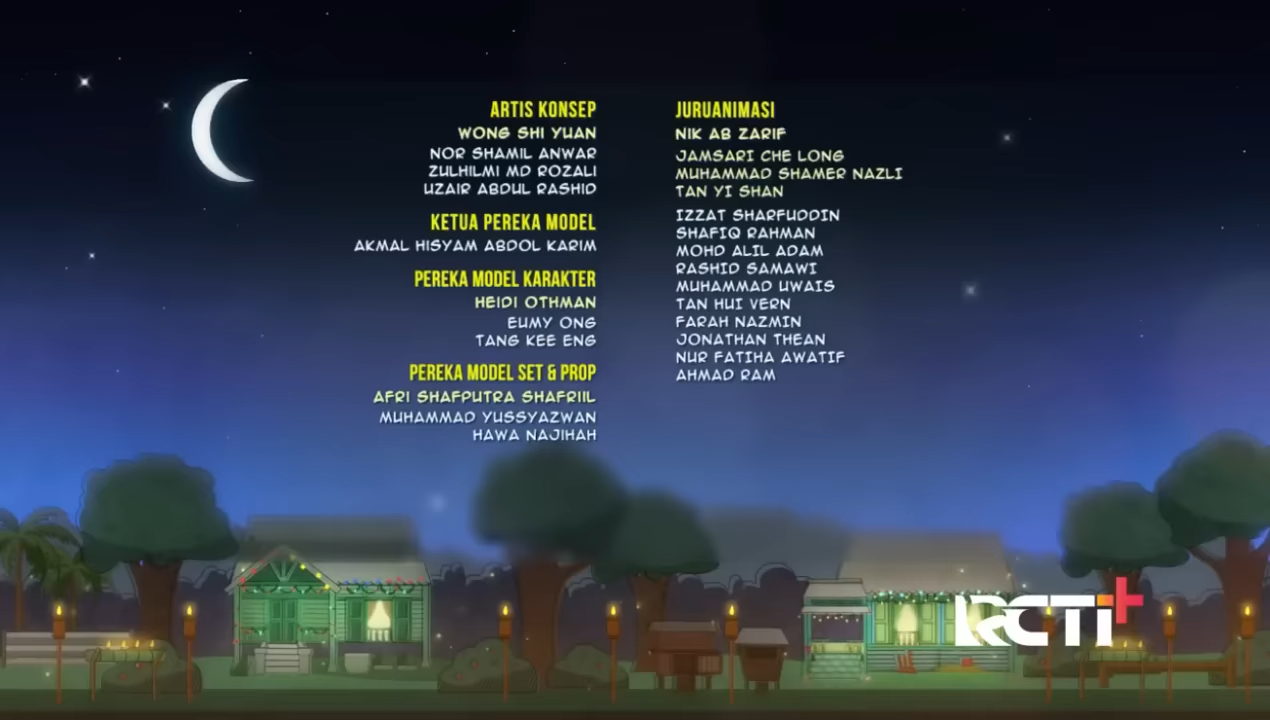 ARTIS KONSEP
WONG SHI YUAN
NOR SHAMIL ANWAR
ZULHILMI MD ROZALI
UZAIR ABDUL RASHID
KETUA PEREKA MODEL
AKMAL HISYAM ABDOL KARIM
PEREKA MODEL KARAKTER
HEIDI OTHMAN
EUMY ONG
TANG KEE ENG
PEREKA MODEL SET & PROP
AFRI SHAFPUTRA SHAFRIIL
MUHAMMAD YUSSYAZWAN
HAWA NAJIHAH
JURUANIMASI
NIK AB ZARIF
JAMSARI CHE LONG
MUHAMMAD SHAMER NAZLI
TAN YI SHAN
IZZAT SHARFUDDIN
SHAFIQ RAHMAN
MOHD ALIL ADAM
RASHID SAMAWI
MUHAMMAD UWAIS
TAN HUI VERN
FARAH NAZMIN
JONATHAN THEAN
NUR FATIHA AWATIF
AHMAD RAM
RCTI+